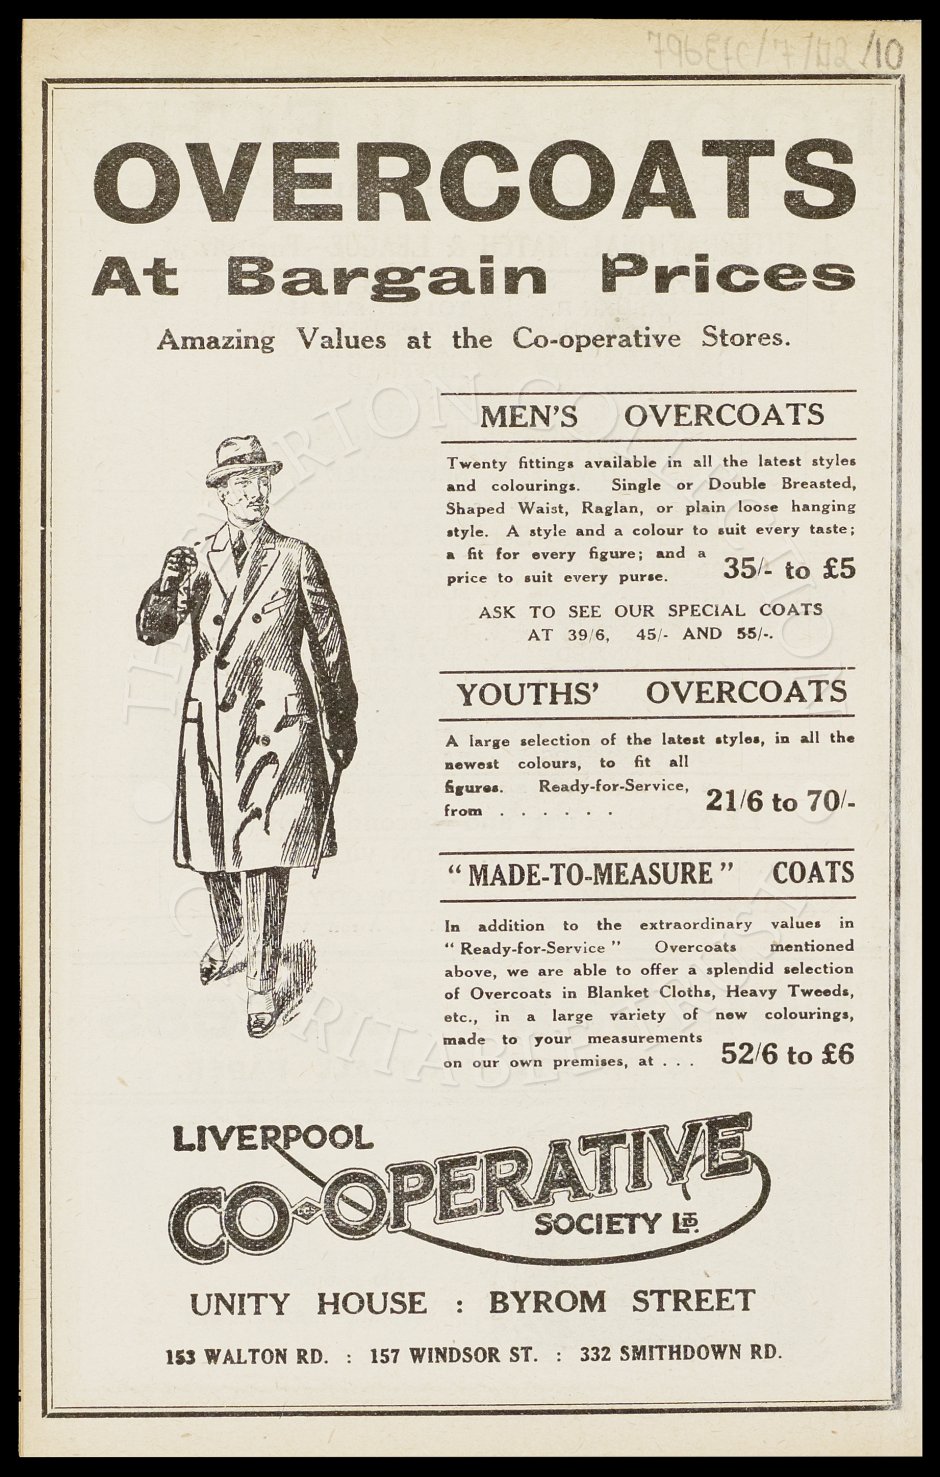 /10
OVERCOATS
At Bargain Prices
Amazing Values at the Co-operative Stores.
MEN'S OVERCOATS
Twenty fittings available in all the latest styles
and colourings. Single or Double Breasted,
Shaped Waist, Raglan, or plain loose hanging
style. A style and a colour to suit every taste;
a fit for every figure; and a
price to suit every purse. 35/- to £5
ASK TO SEE OUR SPECIAL COATS
AT 39/6, 45/- AND 55/-.
YOUTHS' OVERCOATS
A large selection of the latest styles, in all the
newest colours, to fit all
figures. Ready-for-Service,
from . . . . . . 21/6 to 70/-
"MADE-TO-MEASURE" COATS
In addition to the extraordinary values in
"Ready-for-Service" Overcoats mentioned
above, we are able to offer a splendid selection
of Overcoats in Blanket Cloths, Heavy Tweeds,
etc., in a large variety of new colourings,
made to your measurements
on our own premises, at . . . 52/6 to £6
LIVERPOOL
CO-OPERATIVE
SOCIETY LTD.
UNITY HOUSE : BYROM STREET
153 WALTON RD. : 157 WINDSOR ST. : 332 SMITHDOWN RD.
THE EVERTON COLLECTION
CHARITABLE TRUST